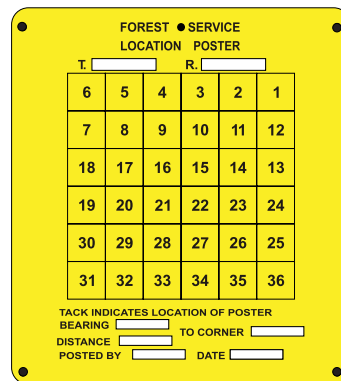 FOREST ● SERVICE
LOCATION POSTER
T. R.
6 5 4 3 2 1
7 8 9 10 11 12
18 17 16 15 14 13
19 20 21 22 23 24
30 29 28 27 26 25
31 32 33 34 35 36
TACK INDICATES LOCATION OF POSTER
BEARING
TO CORNER
DISTANCE
POSTED BY DATE